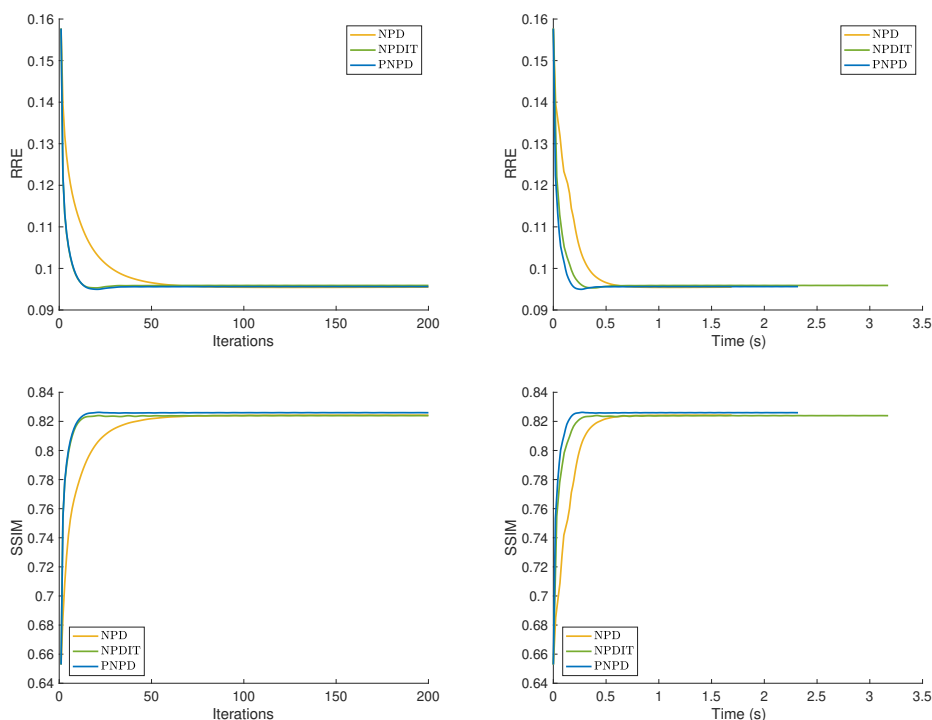 0.16
0.15
0.14
0.13
0.12
0.11
0.1
0.09
RRE
0 50 100 150 200
Iterations
NPD
NPDIT
PNPD
0.16
0.15
0.14
0.13
0.12
0.11
0.1
0.09
RRE
0 0.5 1 1.5 2 2.5 3 3.5
Time (s)
NPD
NPDIT
PNPD
0.84
0.82
0.8
0.78
0.76
0.74
0.72
0.7
0.68
0.66
0.64
SSIM
0 50 100 150 200
Iterations
NPD
NPDIT
PNPD
0.84
0.82
0.8
0.78
0.76
0.74
0.72
0.7
0.68
0.66
0.64
SSIM
0 0.5 1 1.5 2 2.5 3 3.5
Time (s)
NPD
NPDIT
PNPD